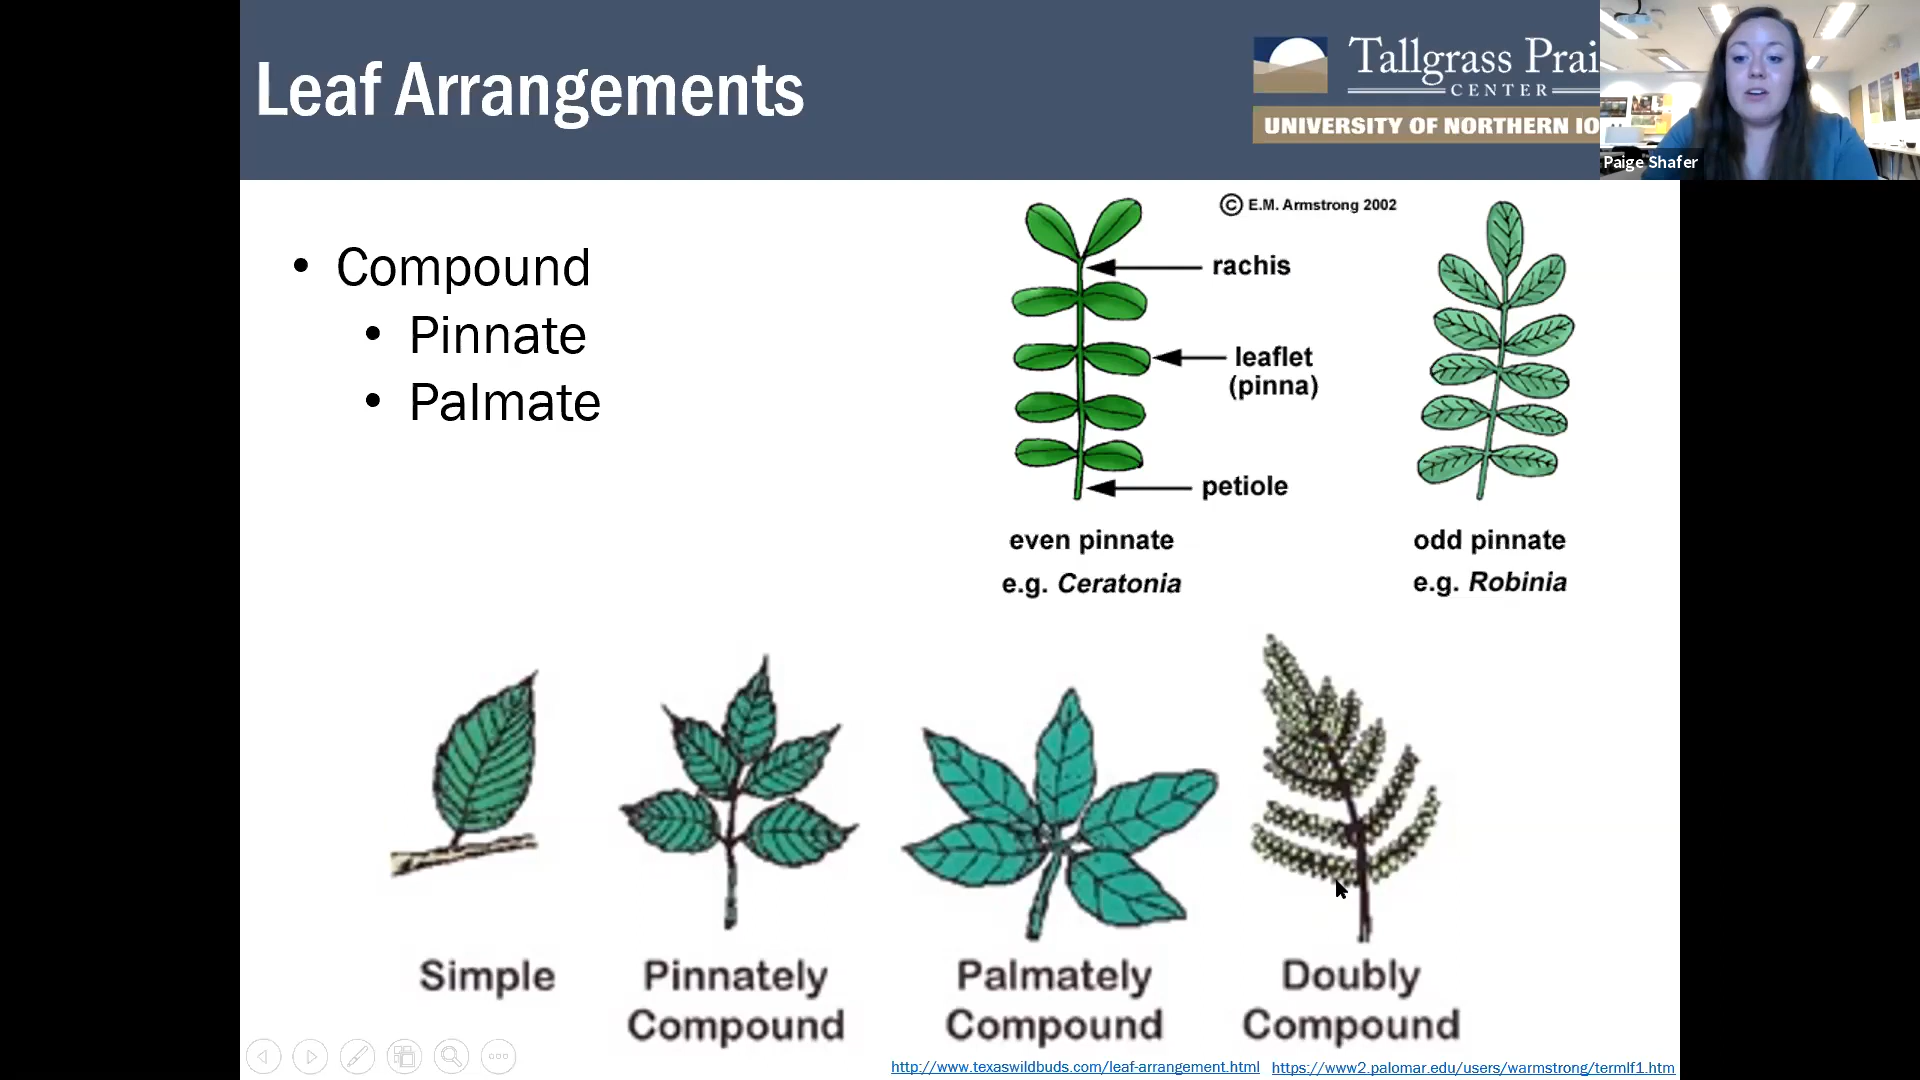 Leaf Arrangements
Tallgrass Prai
CENTER
UNIVERSITY OF NORTHERN IO
Paige Shafer
• Compound
• Pinnate
• Palmate
© E.M. Armstrong 2002
rachis
leaflet
(pinna)
petiole
even pinnate
e.g. Ceratonia
odd pinnate
e.g. Robinia
Simple
Pinnately
Compound
Palmately
Compound
Doubly
Compound
http://www.texaswildbuds.com/leaf-arrangement.html
https://www2.palomar.edu/users/warmstrong/termlf1.htm